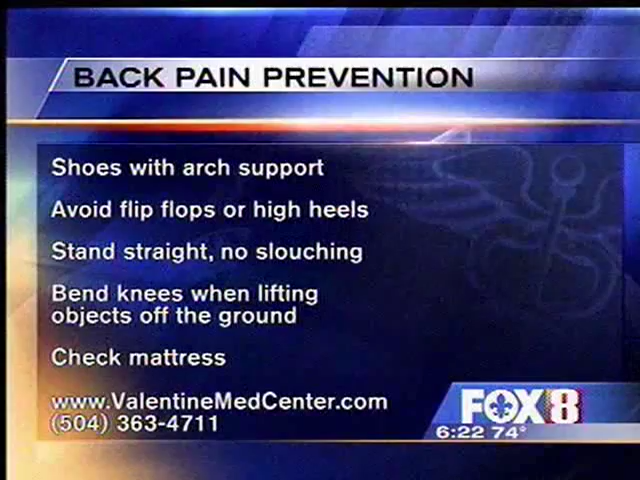 BACK PAIN PREVENTION
Shoes with arch support
Avoid flip flops or high heels
Stand straight, no slouching
Bend knees when lifting
objects off the ground
Check mattress
www.ValentineMedCenter.com
(504) 363-4711
FOX 8
6:22 74°